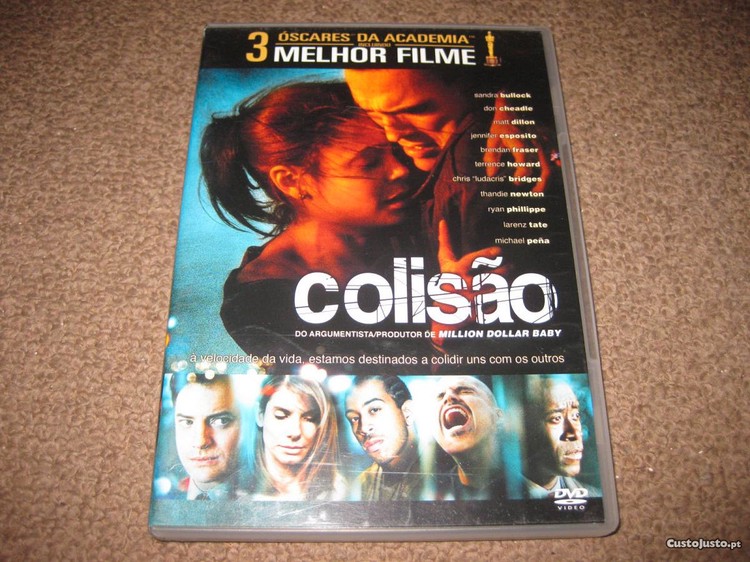 3 ÓSCARES DA ACADEMIA™
INCLUINDO
MELHOR FILME
sandra bullock
don cheadle
matt dillon
jennifer esposito
brendan fraser
terrence howard
chris "ludacris" bridges
thandie newton
ryan phillippe
larenz tate
michael peña
colisão
DO ARGUMENTISTA/PRODUTOR DE MILLION DOLLAR BABY
à velocidade da vida, estamos destinados a colidir uns com os outros
DVD
VIDEO
CustoJusto.pt